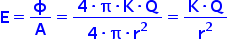 E = ϕ/A = (4 · π · K · Q)/(4 · π · r²) = (K · Q)/r²